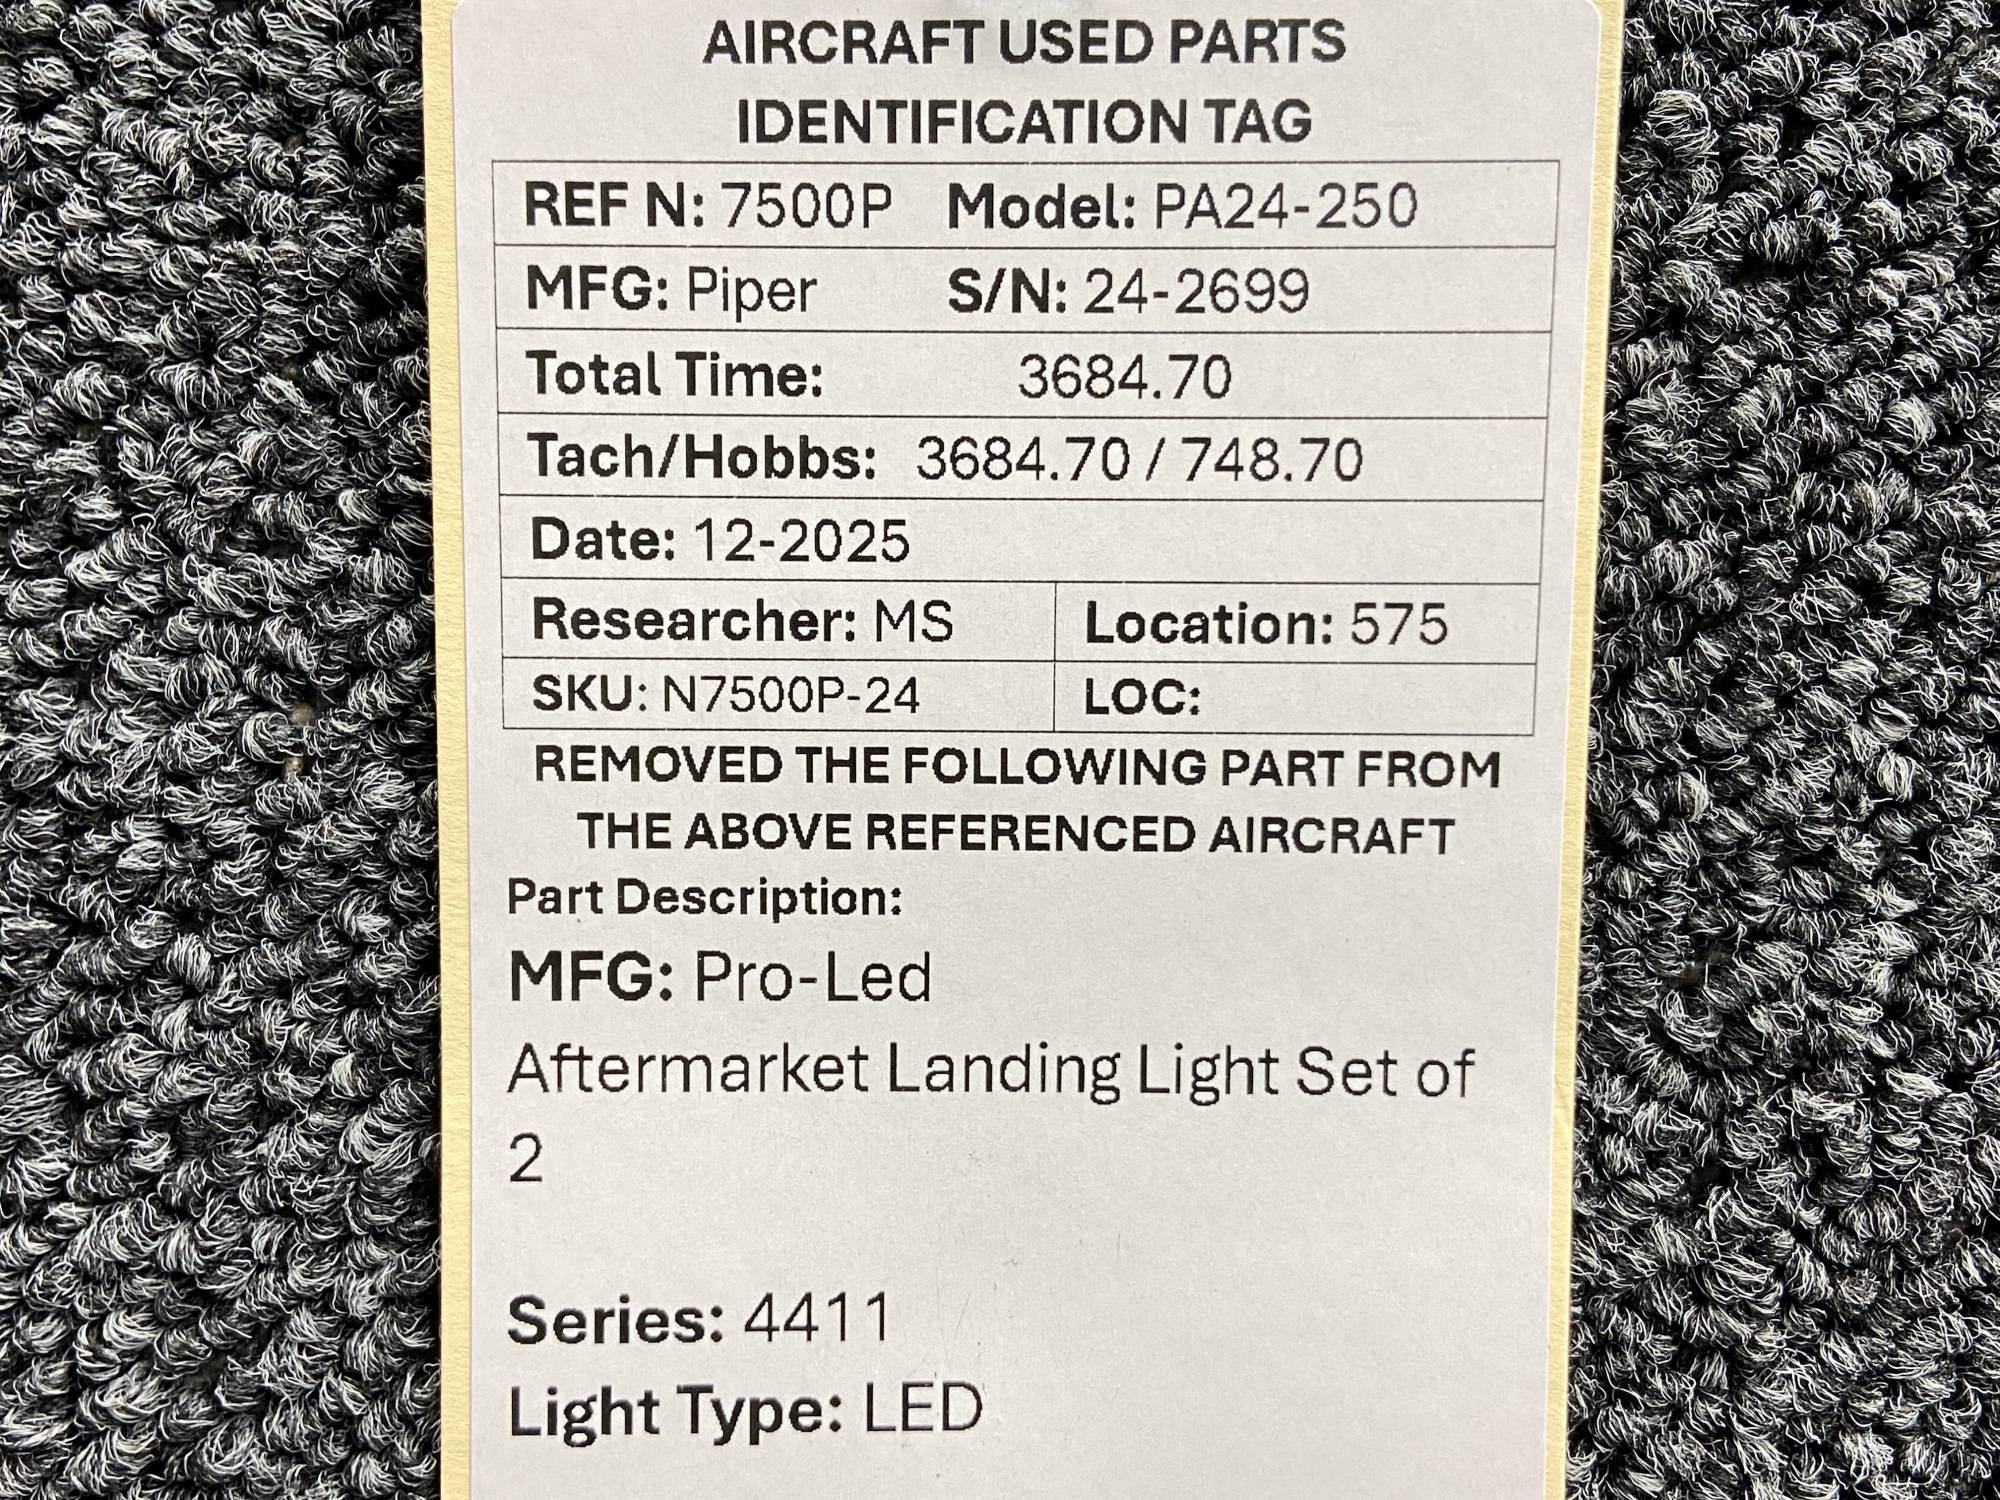 AIRCRAFT USED PARTS
IDENTIFICATION TAG
REF N: 7500P Model: PA24-250
MFG: Piper S/N: 24-2699
Total Time: 3684.70
Tach/Hobbs: 3684.70 / 748.70
Date: 12-2025
Researcher: MS Location: 575
SKU: N7500P-24 LOC:
REMOVED THE FOLLOWING PART FROM
THE ABOVE REFERENCED AIRCRAFT
Part Description:
MFG: Pro-Led
Aftermarket Landing Light Set of
2
Series: 4411
Light Type: LED